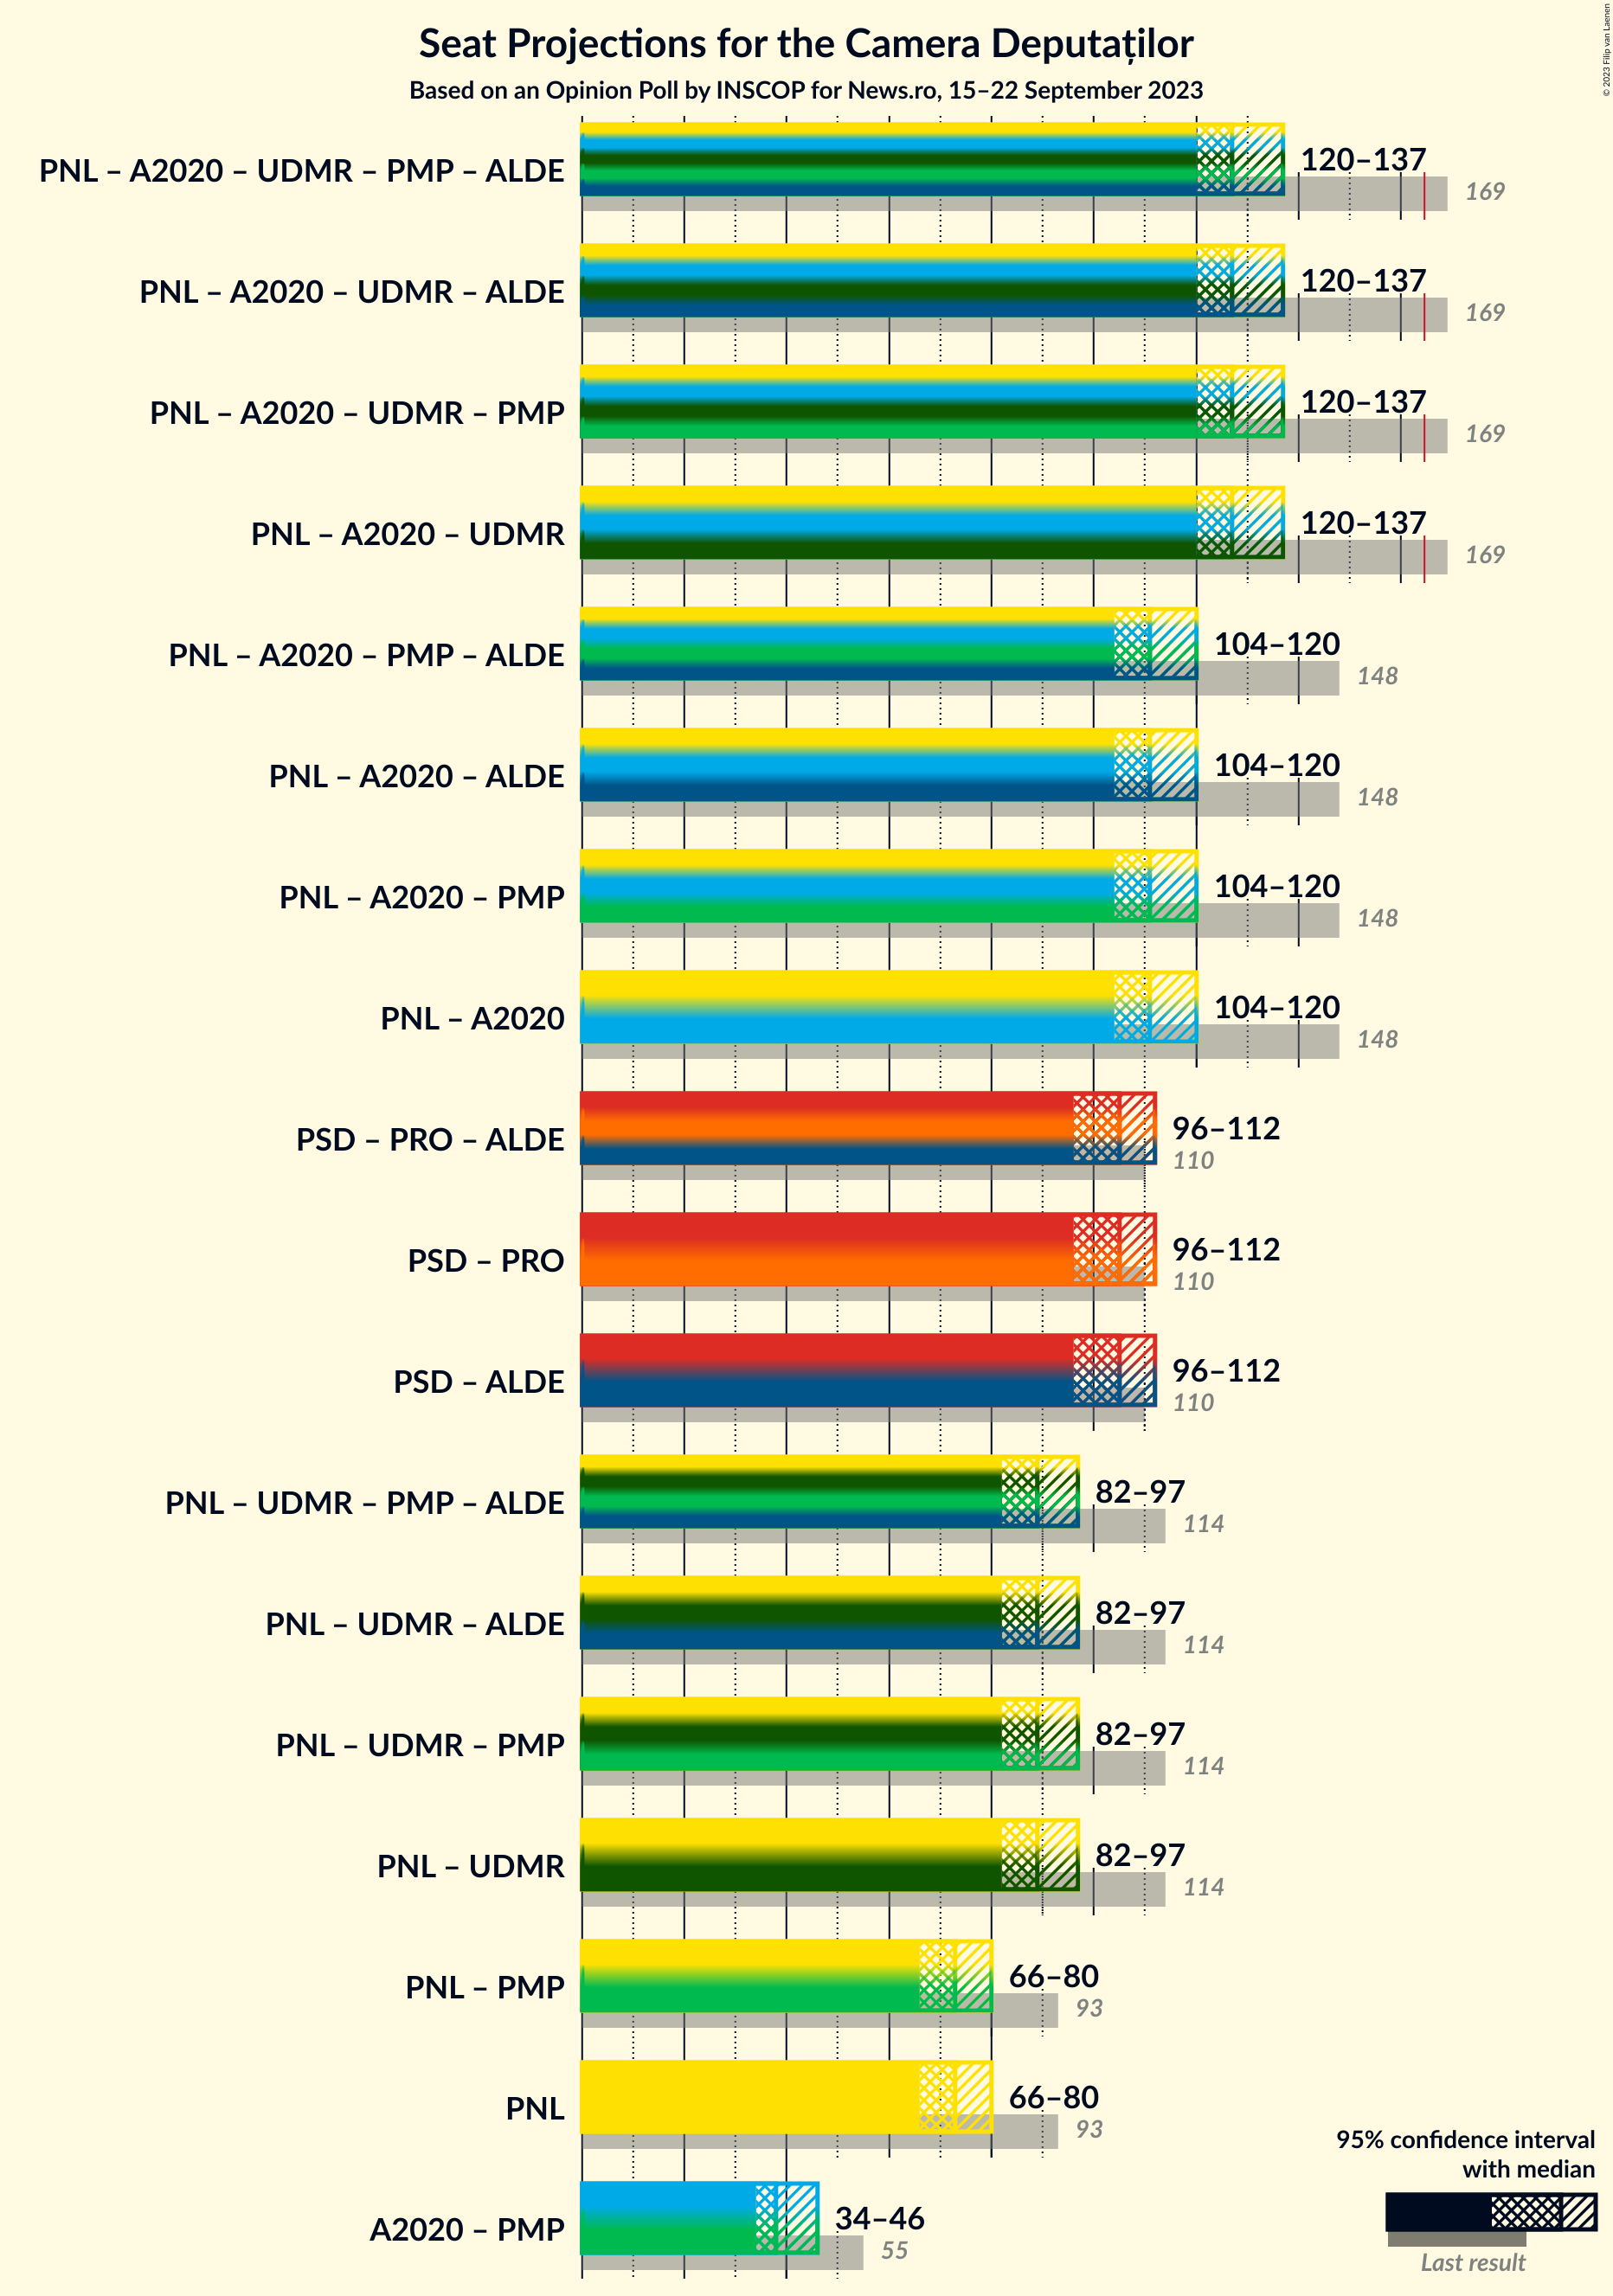 Seat Projections for the Camera Deputaților
Based on an Opinion Poll by INSCOP for News.ro, 15–22 September 2023
© 2023 Filip van Laenen
PNL – A2020 – UDMR – PMP – ALDE
120–137
169
PNL – A2020 – UDMR – ALDE
120–137
169
PNL – A2020 – UDMR – PMP
120–137
169
PNL – A2020 – UDMR
120–137
169
PNL – A2020 – PMP – ALDE
104–120
148
PNL – A2020 – ALDE
104–120
148
PNL – A2020 – PMP
104–120
148
PNL – A2020
104–120
148
PSD – PRO – ALDE
96–112
110
PSD – PRO
96–112
110
PSD – ALDE
96–112
110
PNL – UDMR – PMP – ALDE
82–97
114
PNL – UDMR – ALDE
82–97
114
PNL – UDMR – PMP
82–97
114
PNL – UDMR
82–97
114
PNL – PMP
66–80
93
PNL
66–80
93
A2020 – PMP
34–46
55
95% confidence interval
with median
Last result